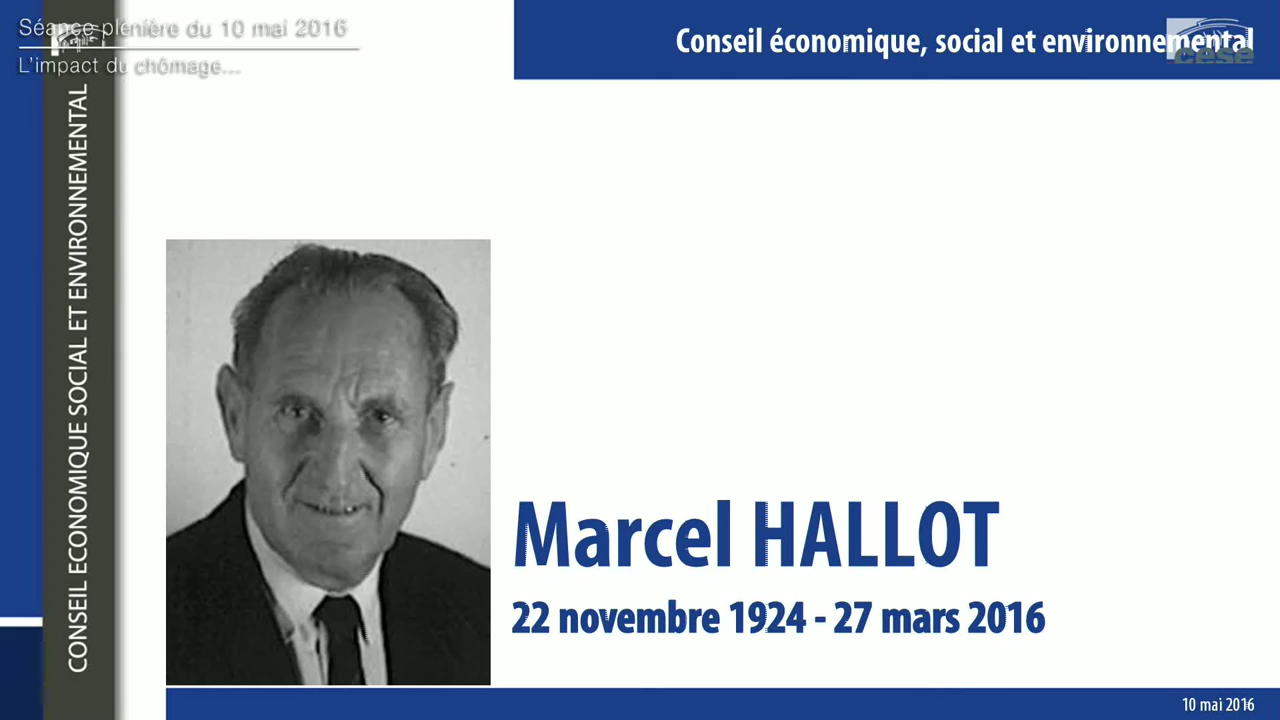 Séance plénière du 10 mai 2016
L'impact du chômage...
Conseil économique, social et environnemental
cese
CONSEIL ECONOMIQUE SOCIAL ET ENVIRONNEMENTAL
Marcel HALLOT
22 novembre 1924 - 27 mars 2016
10 mai 2016